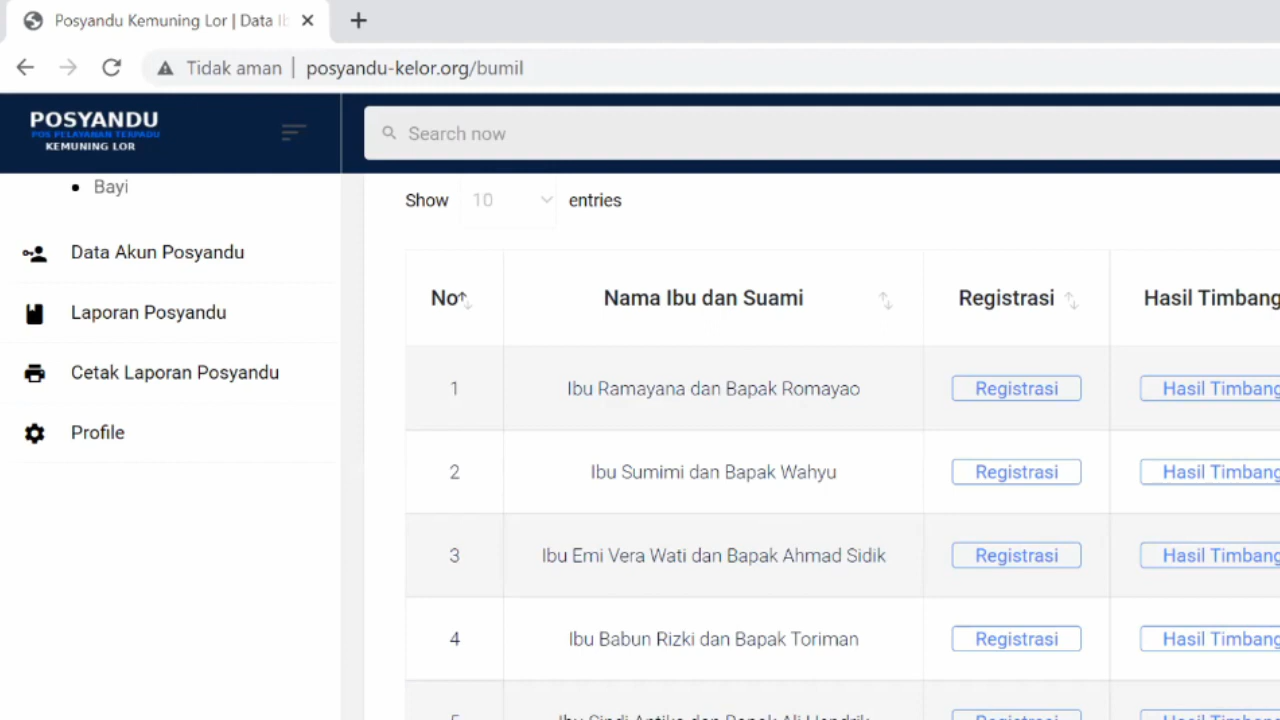 Posyandu Kemuning Lor | Data Ib
Tidak aman | posyandu-kelor.org/bumil
POSYANDU
POS PELAYANAN TERPADU
KEMUNING LOR
Search now
Bayi
Data Akun Posyandu
Laporan Posyandu
Cetak Laporan Posyandu
Profile
Show 10 entries
No Nama Ibu dan Suami Registrasi Hasil Timbang
1 Ibu Ramayana dan Bapak Romayao Registrasi Hasil Timbang
2 Ibu Sumimi dan Bapak Wahyu Registrasi Hasil Timbang
3 Ibu Emi Vera Wati dan Bapak Ahmad Sidik Registrasi Hasil Timbang
4 Ibu Babun Rizki dan Bapak Toriman Registrasi Hasil Timbang